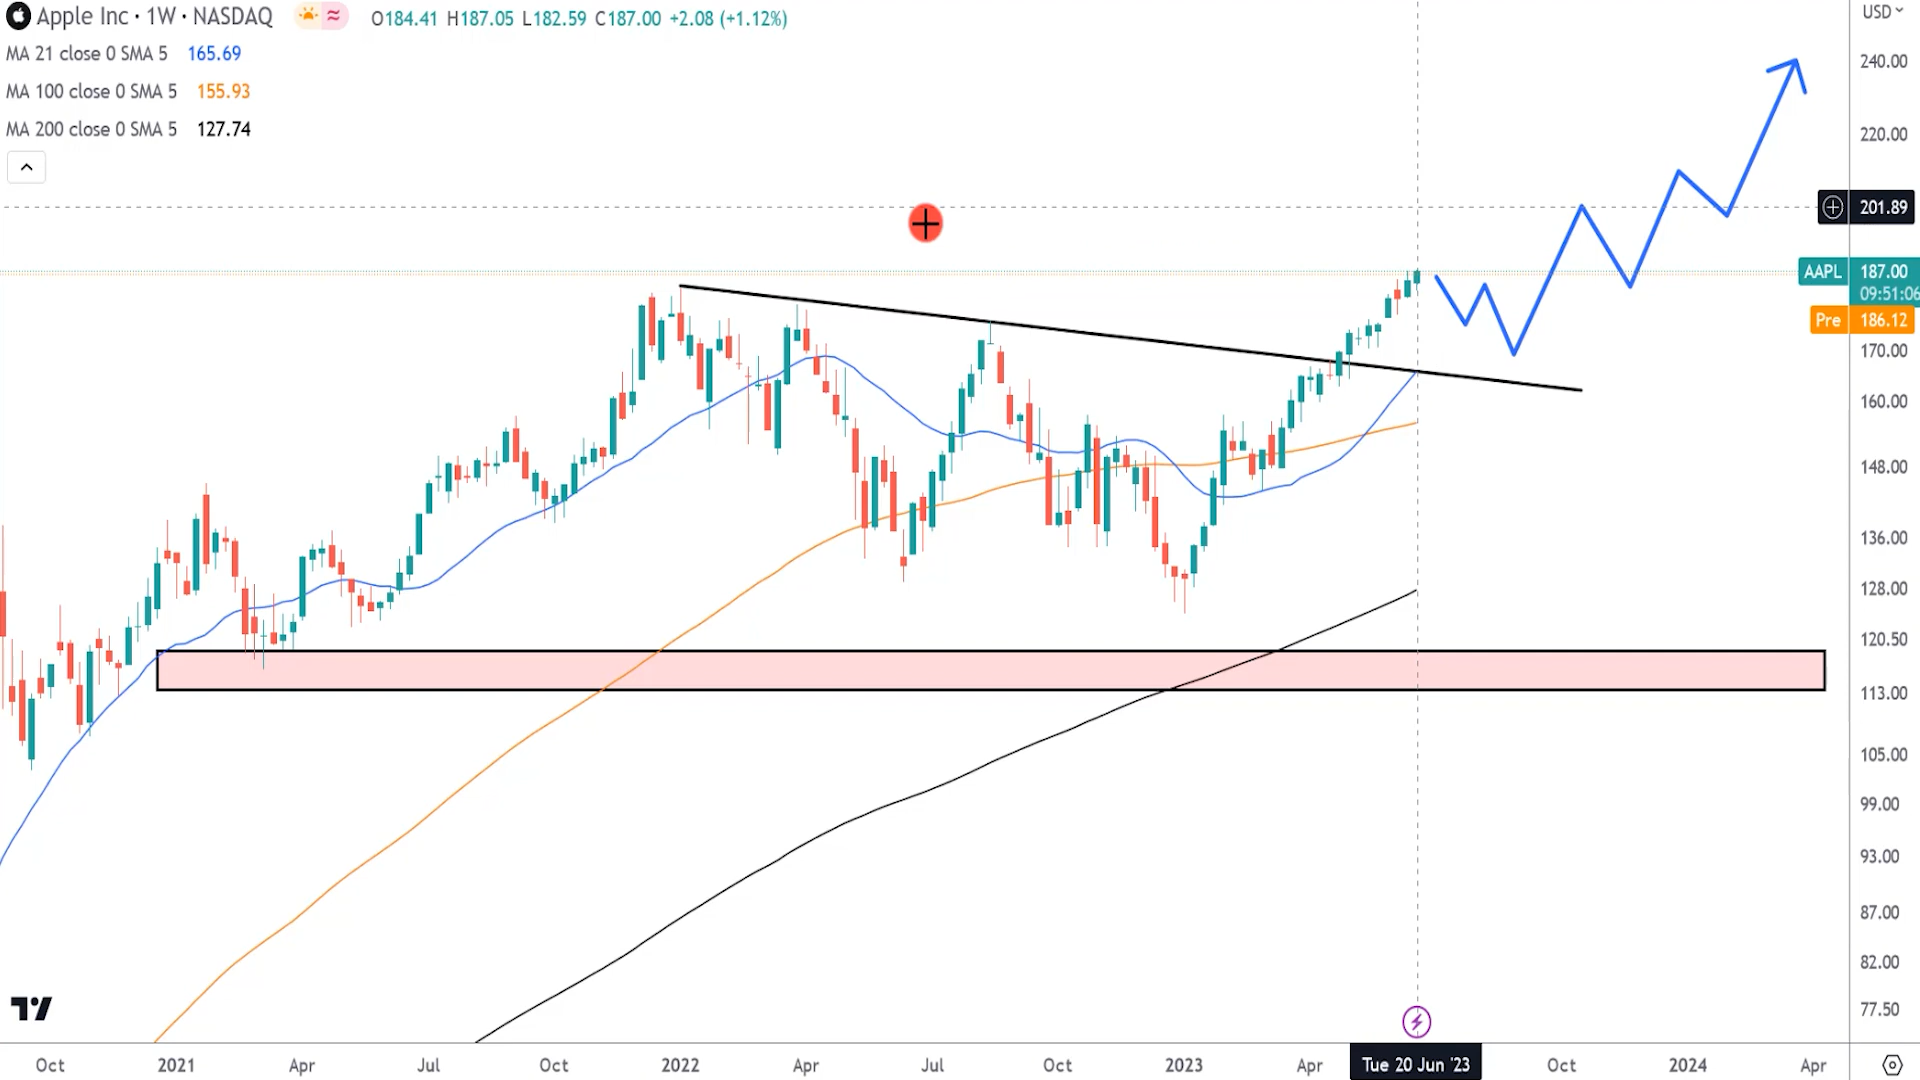 Apple Inc · 1W · NASDAQ O184.41 H187.05 L182.59 C187.00 +2.08 (+1.12%)
USD
MA 21 close 0 SMA 5 165.69
MA 100 close 0 SMA 5 155.93
MA 200 close 0 SMA 5 127.74
240.00
220.00
201.89
AAPL 187.00
09:51:06
Pre 186.12
170.00
160.00
148.00
136.00
128.00
120.50
113.00
105.00
99.00
93.00
87.00
82.00
77.50
Oct 2021 Apr Jul Oct 2022 Apr Jul Oct 2023 Apr Tue 20 Jun '23 Oct 2024 Apr